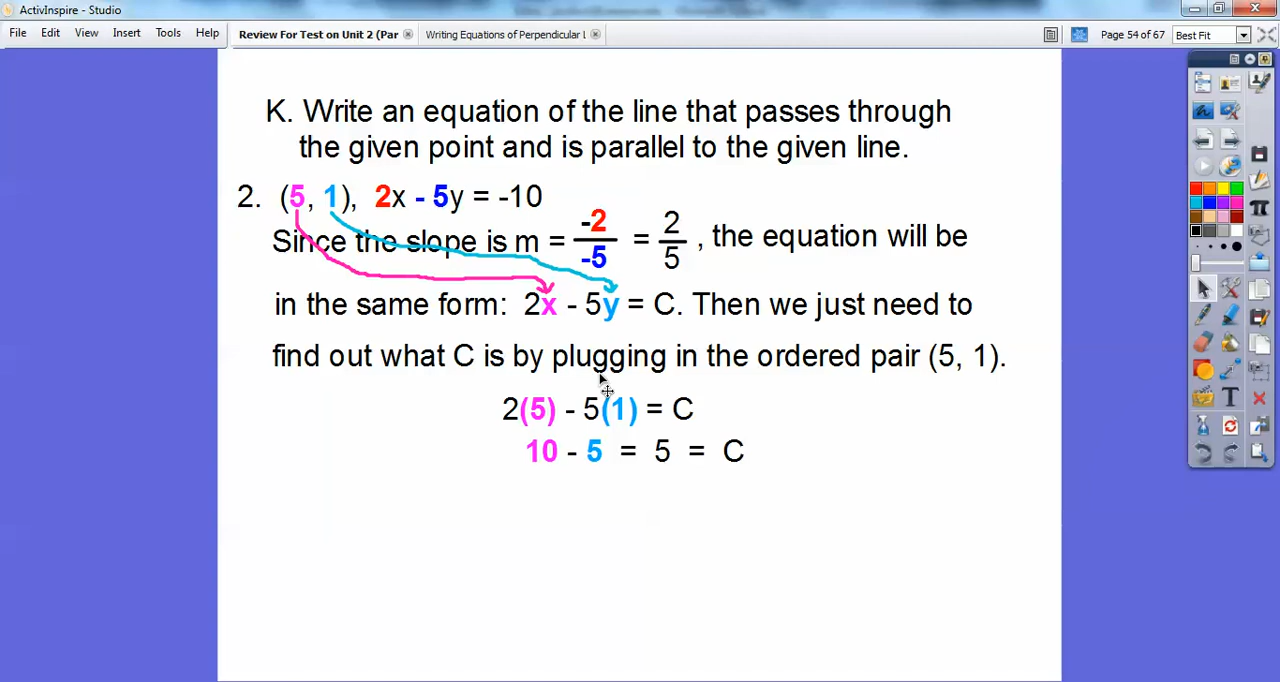 ActivInspire - Studio
File Edit View Insert Tools Help Review For Test on Unit 2 (Par Writing Equations of Perpendicular L Page 54 of 67 Best Fit
K. Write an equation of the line that passes through
the given point and is parallel to the given line.
2. (5, 1), 2x - 5y = -10
Since the slope is m = -2/-5 = 2/5 , the equation will be
in the same form: 2x - 5y = C. Then we just need to
find out what C is by plugging in the ordered pair (5, 1).
2(5) - 5(1) = C
10 - 5 = 5 = C